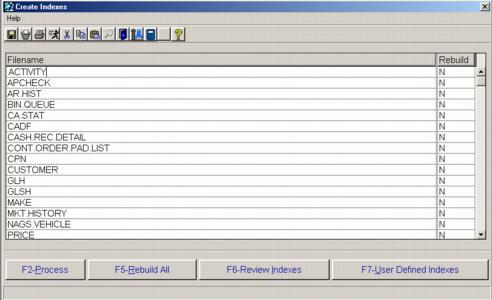 Create Indexes
Help
Filename Rebuild
ACTIVITY N
APCHECK N
AR.HIST N
BIN.QUEUE N
CA.STAT N
CADF N
CASH.REC.DETAIL N
CONT.ORDER.PAD.LIST N
CPN N
CUSTOMER N
GLH N
GLSH N
MAKE N
MKT.HISTORY N
NAGS.VEHICLE N
PRICE N
F2-Process F5-Rebuild All F6-Review Indexes F7-User Defined Indexes